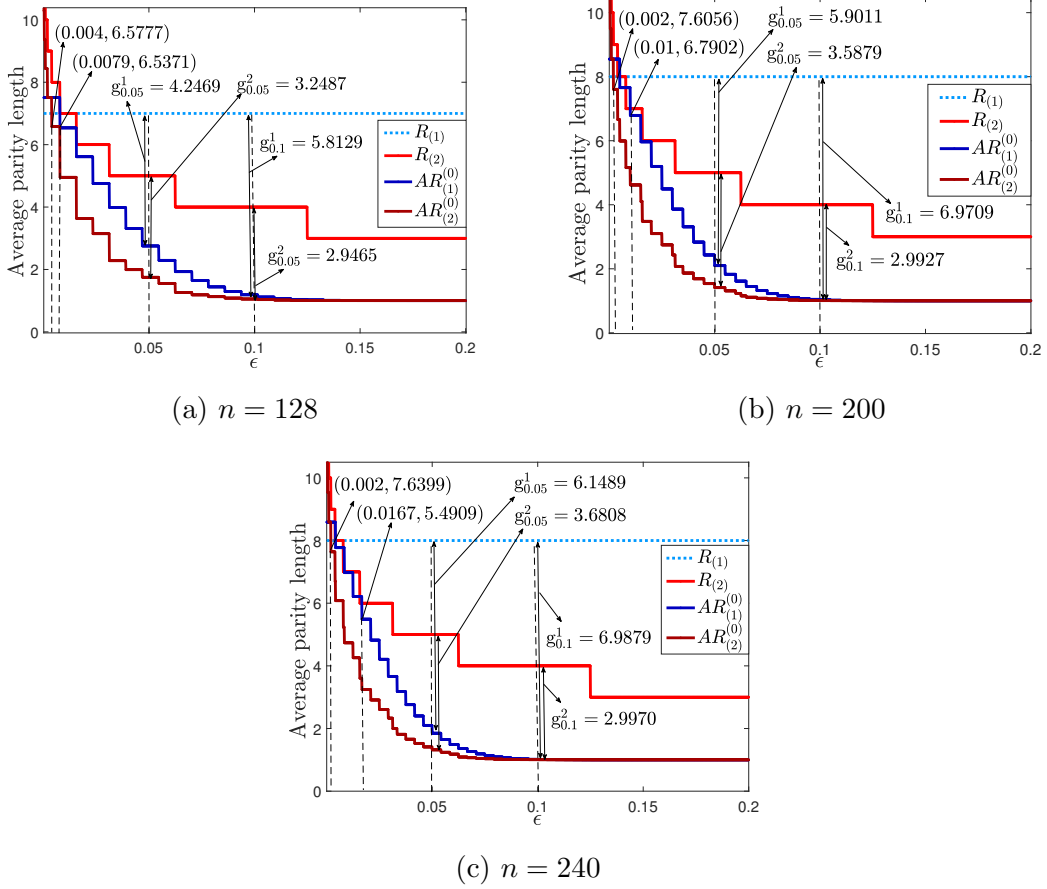 (0.004, 6.5777)
(0.0079, 6.5371)
g^1_{0.05} = 4.2469
g^2_{0.05} = 3.2487
g^1_{0.1} = 5.8129
g^2_{0.05} = 2.9465
R_{(1)}
R_{(2)}
AR^{(0)}_{(1)}
AR^{(0)}_{(2)}
Average parity length
10
8
6
4
2
0
0.05
0.1
0.15
0.2
ϵ
(a) n = 128
(0.002, 7.6056)
(0.01, 6.7902)
g^1_{0.05} = 5.9011
g^2_{0.05} = 3.5879
R_{(1)}
R_{(2)}
AR^{(0)}_{(1)}
AR^{(0)}_{(2)}
g^1_{0.1} = 6.9709
g^2_{0.1} = 2.9927
Average parity length
10
8
6
4
2
0
0.05
0.1
0.15
0.2
ϵ
(b) n = 200
(0.002, 7.6399)
(0.0167, 5.4909)
g^1_{0.05} = 6.1489
g^2_{0.05} = 3.6808
R_{(1)}
R_{(2)}
AR^{(0)}_{(1)}
AR^{(0)}_{(2)}
g^1_{0.1} = 6.9879
g^2_{0.1} = 2.9970
Average parity length
10
8
6
4
2
0
0.05
0.1
0.15
0.2
ϵ
(c) n = 240